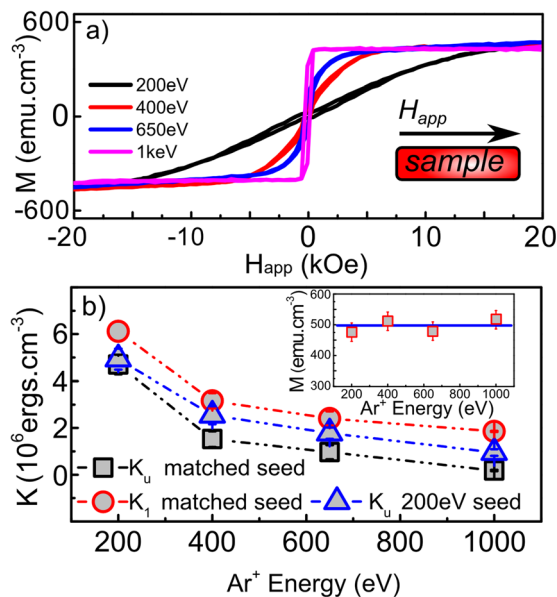 a)
600
0
-600
M (emu.cm⁻³)
200eV
400eV
650eV
1keV
H_app
sample
-20 -10 0 10 20
H_app (kOe)
b)
6
4
2
0
K (10⁶ergs.cm⁻³)
600
500
400
300
M (emu.cm⁻³)
200 400 600 800 1000
Ar⁺ Energy (eV)
K_u matched seed
K_1 matched seed
K_u 200eV seed
200 400 600 800 1000
Ar⁺ Energy (eV)